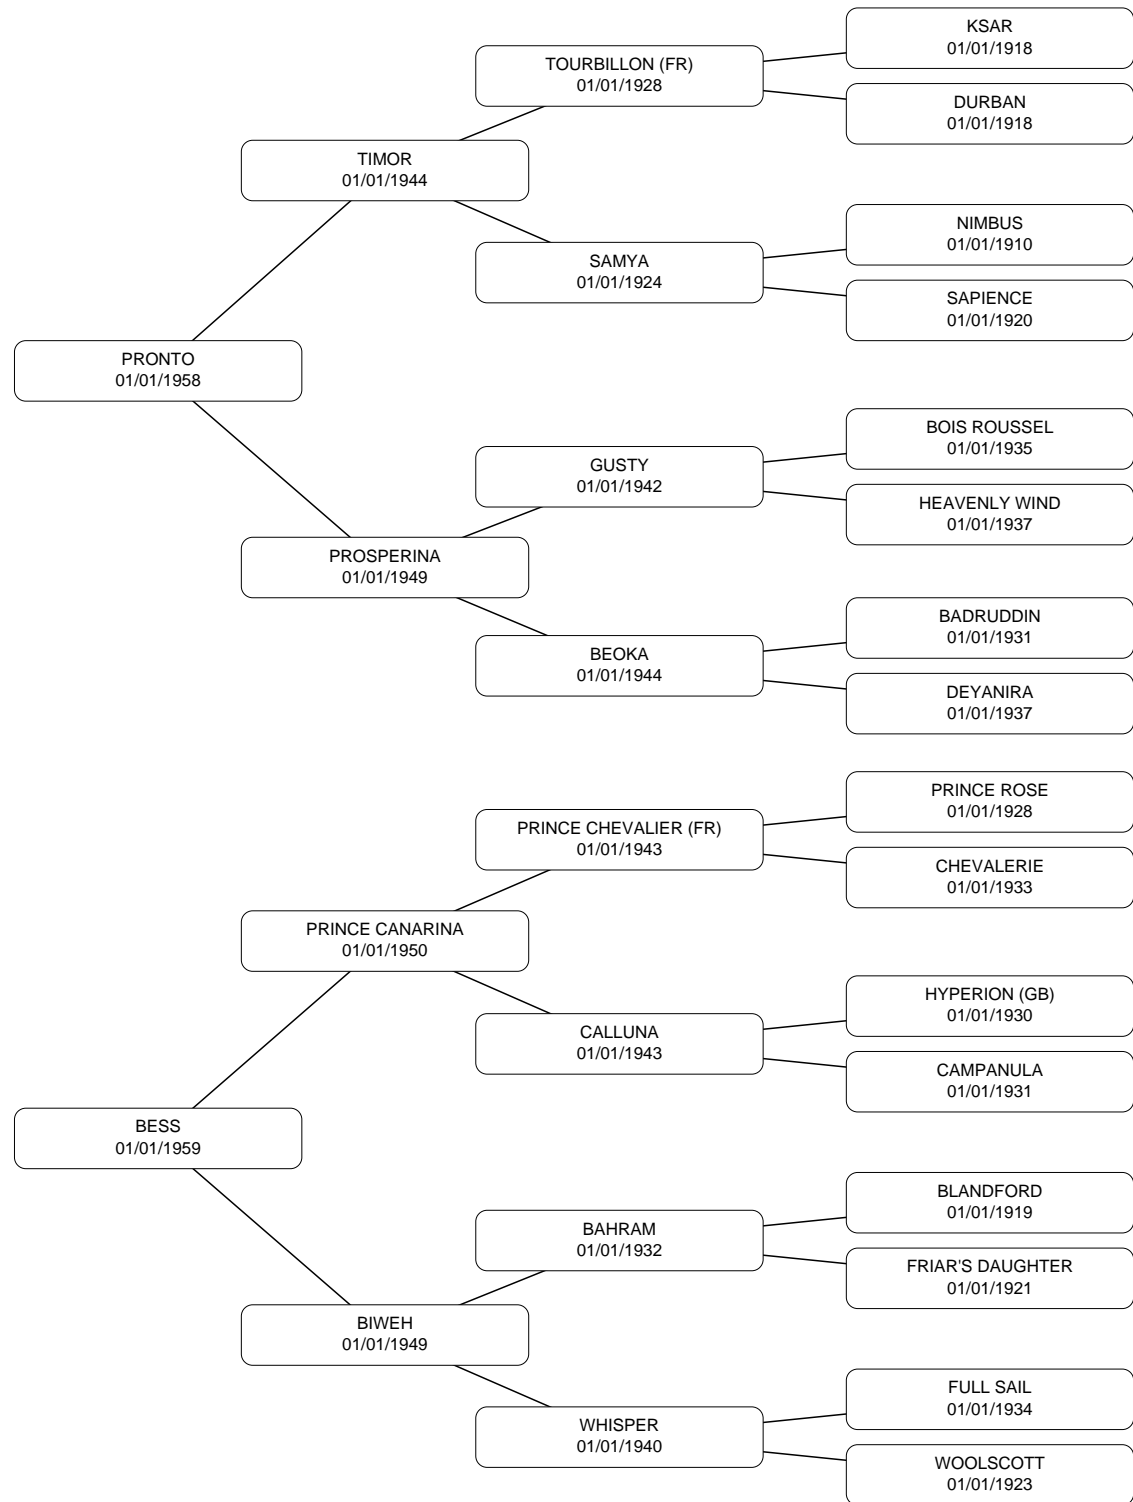 KSAR
01/01/1918
TOURBILLON (FR)
01/01/1928
DURBAN
01/01/1918
TIMOR
01/01/1944
NIMBUS
01/01/1910
SAMYA
01/01/1924
SAPIENCE
01/01/1920
PRONTO
01/01/1958
BOIS ROUSSEL
01/01/1935
GUSTY
01/01/1942
HEAVENLY WIND
01/01/1937
PROSPERINA
01/01/1949
BADRUDDIN
01/01/1931
BEOKA
01/01/1944
DEYANIRA
01/01/1937
PRINCE ROSE
01/01/1928
PRINCE CHEVALIER (FR)
01/01/1943
CHEVALERIE
01/01/1933
PRINCE CANARINA
01/01/1950
HYPERION (GB)
01/01/1930
CALLUNA
01/01/1943
CAMPANULA
01/01/1931
BESS
01/01/1959
BLANDFORD
01/01/1919
BAHRAM
01/01/1932
FRIAR'S DAUGHTER
01/01/1921
BIWEH
01/01/1949
FULL SAIL
01/01/1934
WHISPER
01/01/1940
WOOLSCOTT
01/01/1923